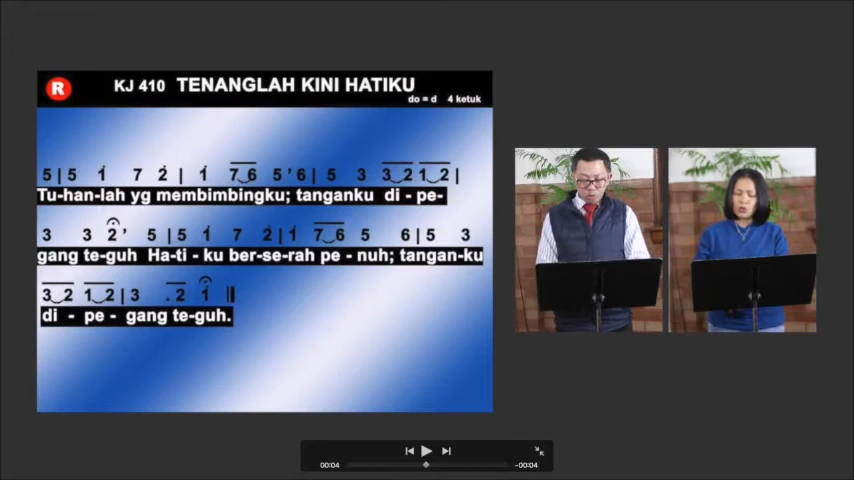 R KJ 410 TENANGLAH KINI HATIKU
do = d 4 ketuk
5 | 5 1̇ 7 2̇ | 1̇ 7 6 5 ’ 6 | 5 3 3 2 1 2 |
Tu-han-lah yg membimbingku; tanganku di - pe-
3 3 2 ’ 5 | 5 1̇ 7 2̇ | 1̇ 7 6 5 6 | 5 3
gang te-guh Ha-ti - ku ber-se-rah pe - nuh; tangan-ku
3 2 1 2 | 3 . 2 1 ||
di - pe - gang te-guh.
00:04 -00:04